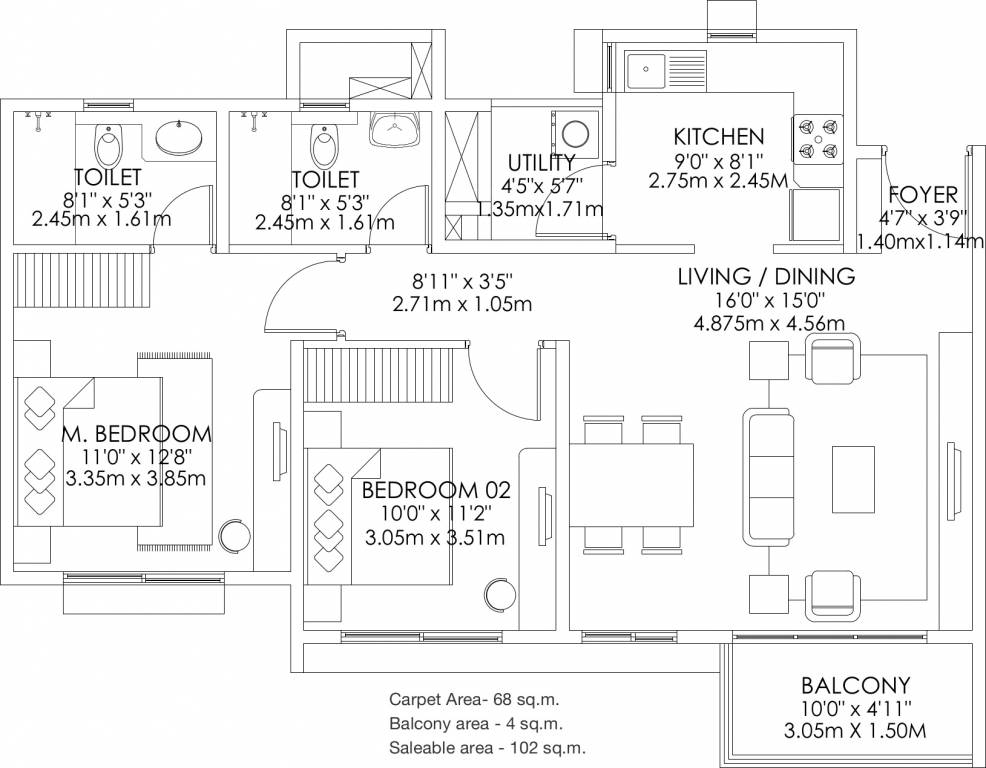 KITCHEN
9'0" x 8'1"
2.75m x 2.45M
UTILITY
4'5"x 5'7"
1.35mx1.71m
TOILET
8'1" x 5'3"
2.45m x 1.61m
TOILET
8'1" x 5'3"
2.45m x 1.61m
FOYER
4'7" x 3'9"
1.40mx1.14m
8'11" x 3'5"
2.71m x 1.05m
LIVING / DINING
16'0" x 15'0"
4.875m x 4.56m
M. BEDROOM
11'0" x 12'8"
3.35m x 3.85m
BEDROOM 02
10'0" x 11'2"
3.05m x 3.51m
BALCONY
10'0" x 4'11"
3.05m X 1.50M
Carpet Area- 68 sq.m.
Balcony area - 4 sq.m.
Saleable area - 102 sq.m.